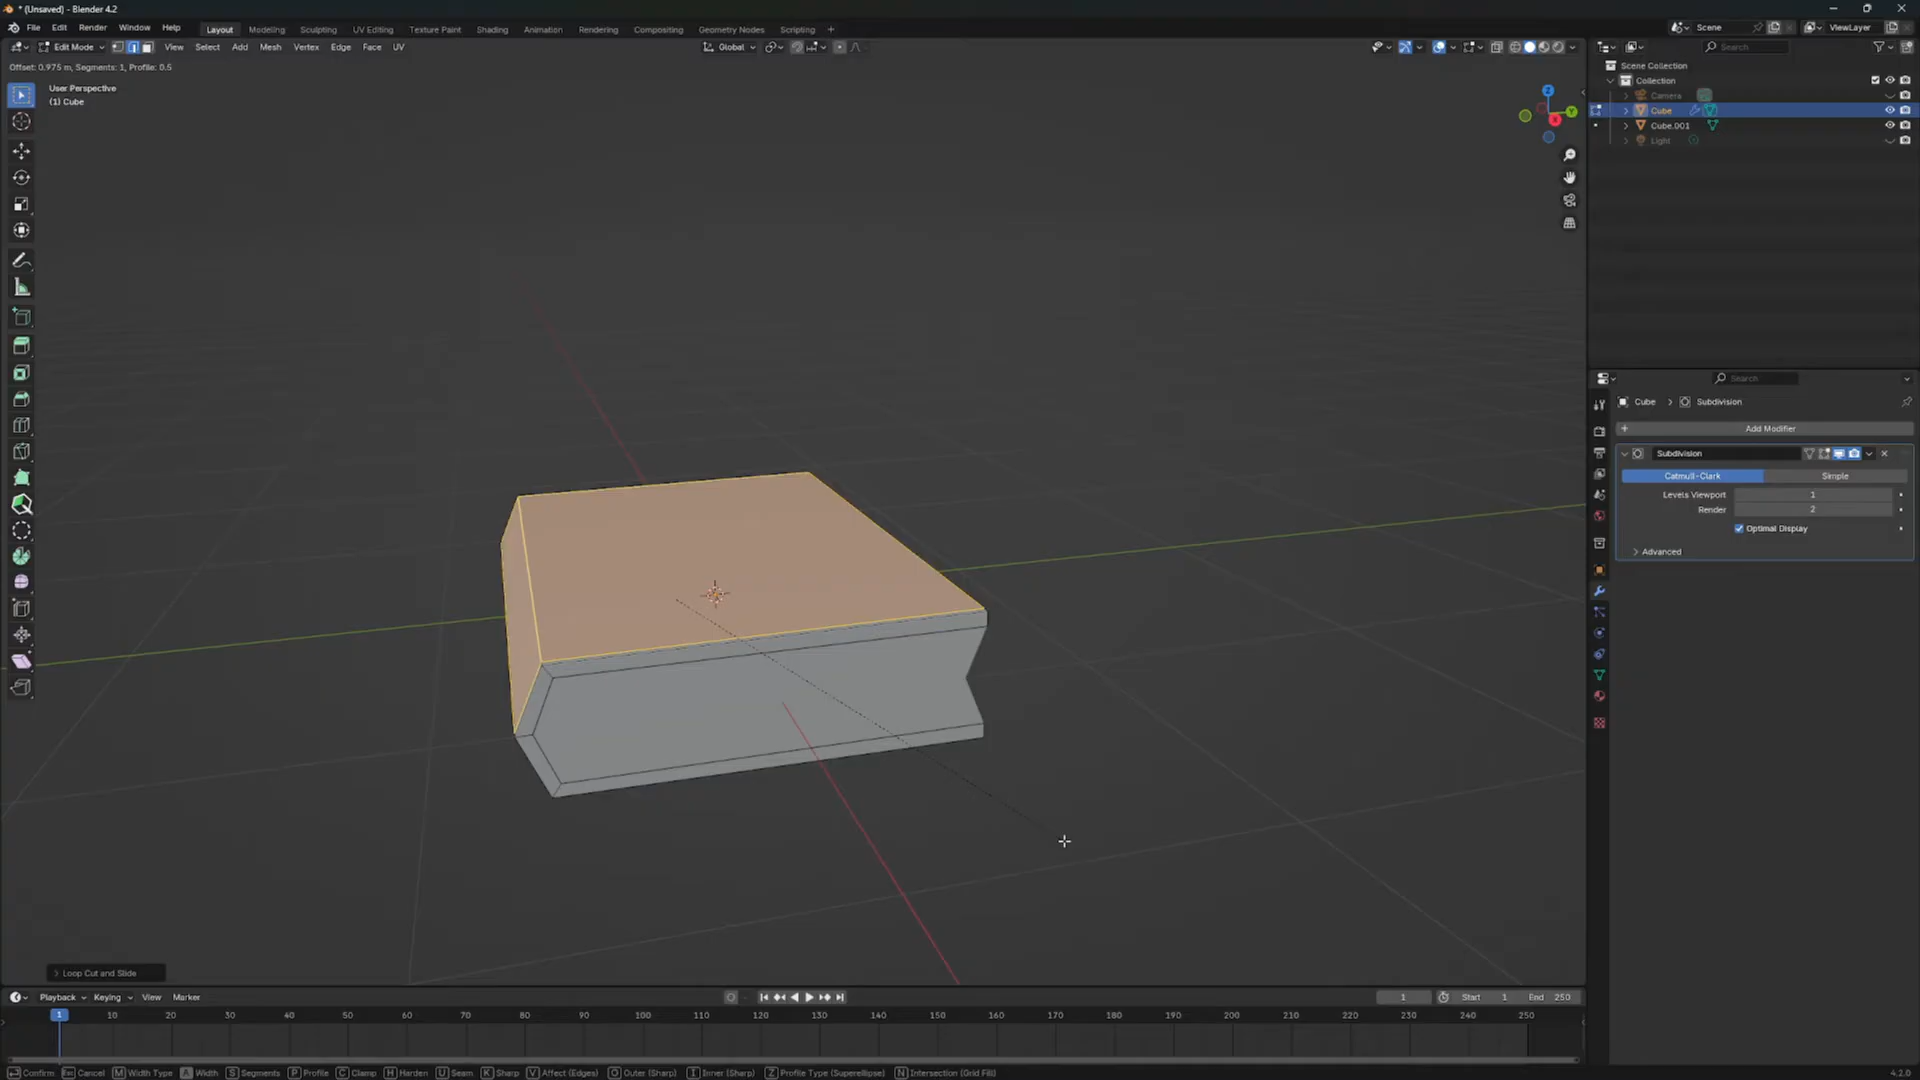 * (Unsaved) - Blender 4.2
File Edit Render Window Help Layout Modeling Sculpting UV Editing Texture Paint Shading Animation Rendering Compositing Geometry Nodes Scripting + Scene ViewLayer
Edit Mode View Select Add Mesh Vertex Edge Face UV Global Search
Offset: 0.975 m, Segments: 1, Profile: 0.5
User Perspective
(1) Cube
Z
Y
X
Scene Collection
Collection
Camera
Cube
Cube.001
Light
Search
Cube > Subdivision
+ Add Modifier
Subdivision
Catmull-Clark Simple
Levels Viewport 1
Render 2
Optimal Display
> Advanced
> Loop Cut and Slide
Playback Keying View Marker 1 Start 1 End 250
1 10 20 30 40 50 60 70 80 90 100 110 120 130 140 150 160 170 180 190 200 210 220 230 240 250
Confirm Esc Cancel M Width Type A Width S Segments P Profile C Clamp H Harden U Seam K Sharp V Affect (Edges) O Outer (Sharp) I Inner (Sharp) Z Profile Type (Superellipse) N Intersection (Grid Fill) 4.2.0